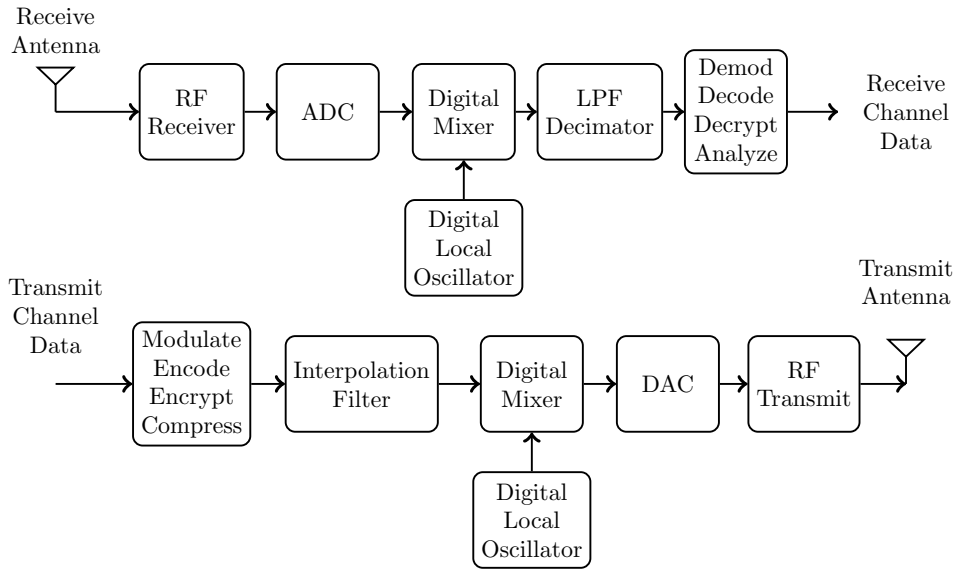 Receive
Antenna
RF
Receiver
ADC
Digital
Mixer
LPF
Decimator
Demod
Decode
Decrypt
Analyze
Receive
Channel
Data
Digital
Local
Oscillator
Transmit
Channel
Data
Modulate
Encode
Encrypt
Compress
Interpolation
Filter
Digital
Mixer
DAC
RF
Transmit
Transmit
Antenna
Digital
Local
Oscillator